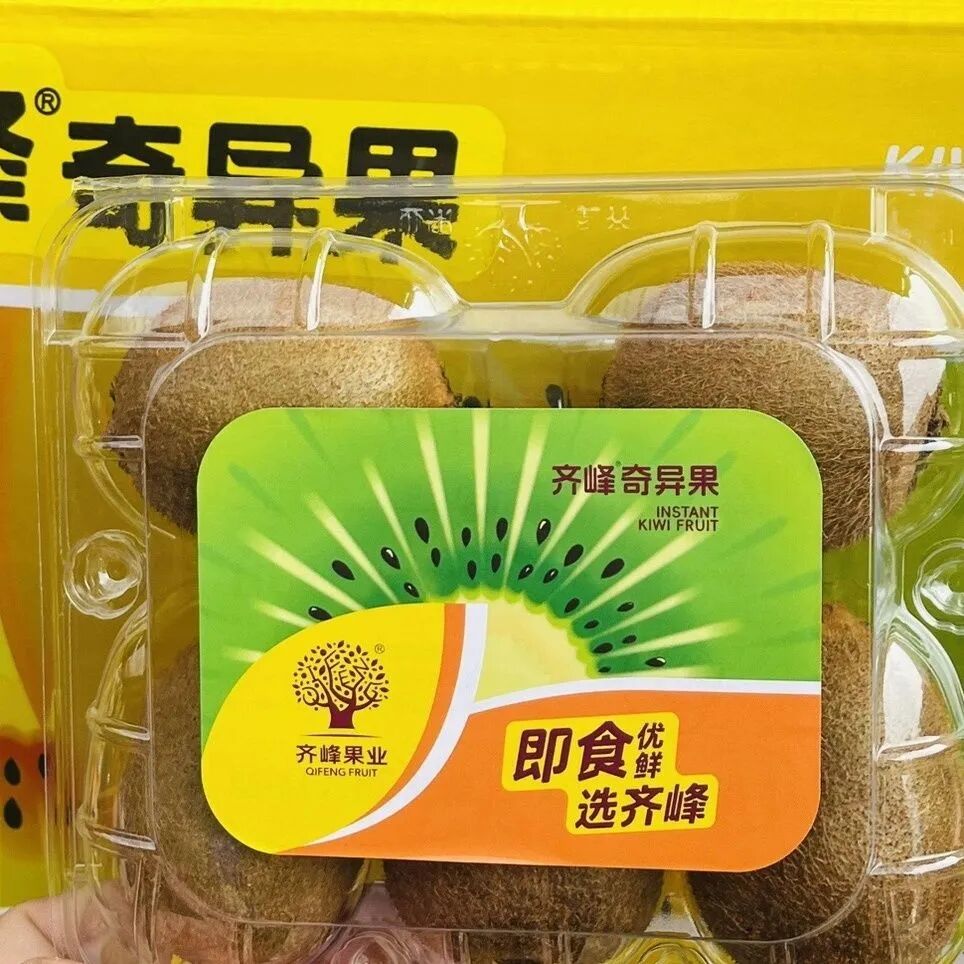 ® 奇异果
齐峰®奇异果
INSTANT
KIWI FRUIT
®
QIFENG
齐峰果业
QIFENG FRUIT
即食优鲜
选齐峰